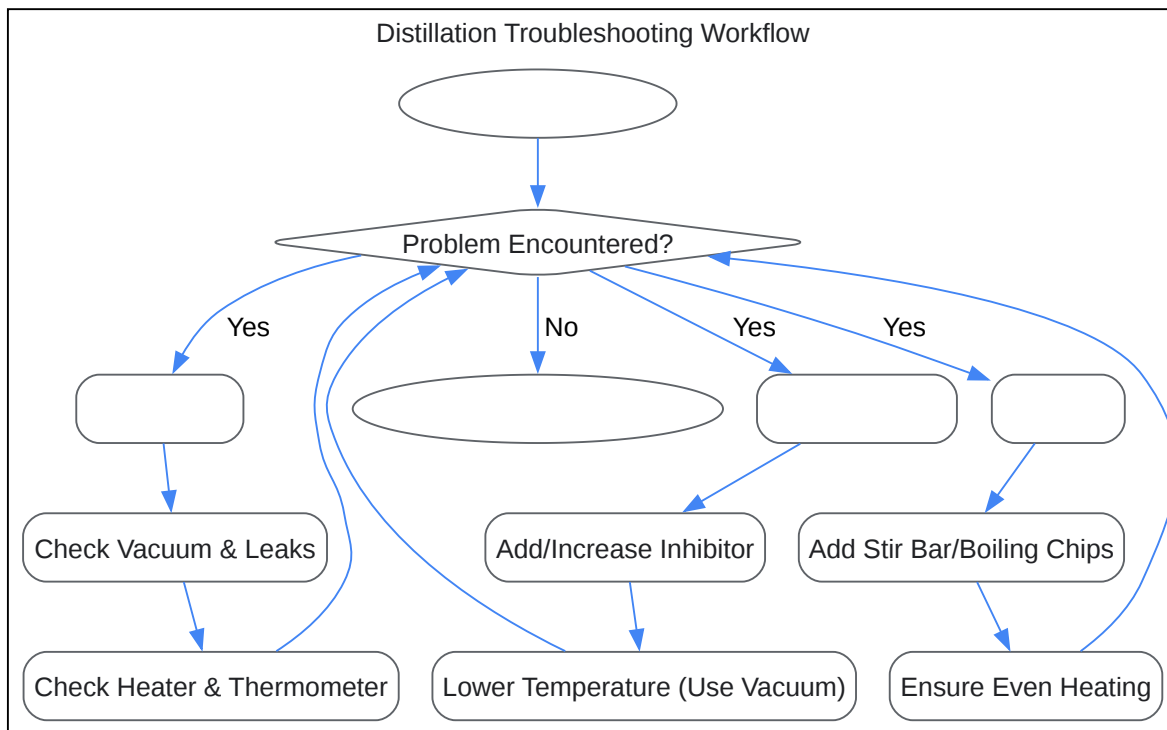 Distillation Troubleshooting Workflow
Problem Encountered?
Yes
No
Yes
Yes
Check Vacuum & Leaks
Add/Increase Inhibitor
Add Stir Bar/Boiling Chips
Check Heater & Thermometer
Lower Temperature (Use Vacuum)
Ensure Even Heating